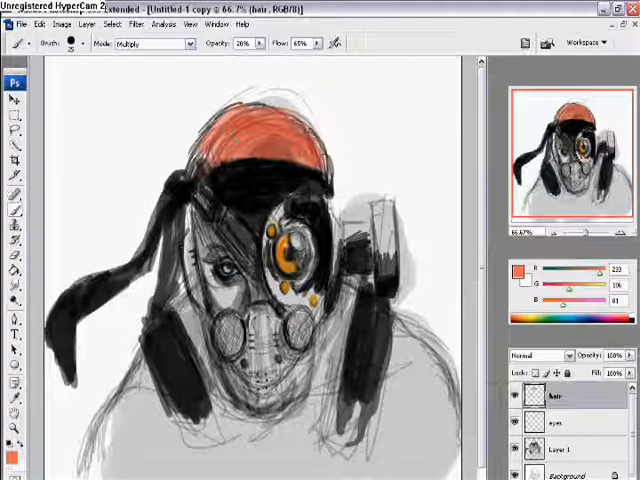 Unregistered HyperCam 2
Extended - [Untitled-1 copy @ 66.7% (hair, RGB/8)]
File Edit Image Layer Select Filter Analysis View Window Help
Brush: 25 Mode: Multiply Opacity: 20% Flow: 65% Workspace
Ps
66.67%
R 233
G 106
B 81
Normal Opacity: 100%
Lock: Fill: 100%
hair
eyes
Layer 1
Background